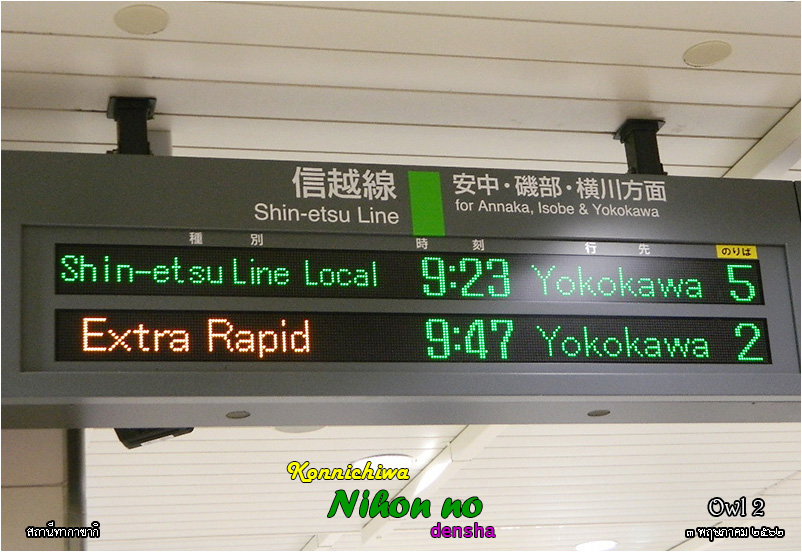 信越線 安中・磯部・横川方面
Shin-etsu Line for Annaka, Isobe & Yokokawa
種別 時刻 行先 のりば
Shin-etsu Line Local 9:23 Yokokawa 5
Extra Rapid 9:47 Yokokawa 2
Konnichiwa
Nihon no
densha
Owl 2
สถานีทากาซากิ
๓ พฤษภาคม ๒๕๖๒